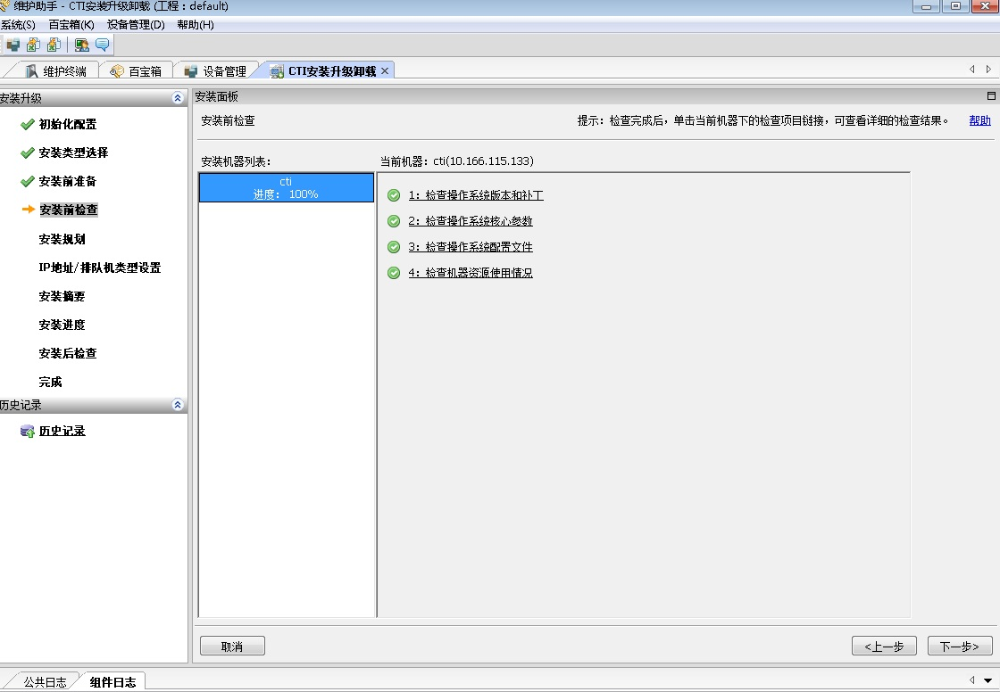 维护助手 - CTI安装升级卸载 (工程：default)
系统(S) 百宝箱(K) 设备管理(D) 帮助(H)
维护终端 百宝箱 设备管理 CTI安装升级卸载
安装升级
初始化配置
安装类型选择
安装前准备
安装前检查
安装规划
IP地址/排队机类型设置
安装摘要
安装进度
安装后检查
完成
历史记录
历史记录
安装面板
安装前检查
提示：检查完成后，单击当前机器下的检查项目链接，可查看详细的检查结果。
帮助
安装机器列表：
cti
进度： 100%
当前机器：cti(10.166.115.133)
1：检查操作系统版本和补丁
2：检查操作系统核心参数
3：检查操作系统配置文件
4：检查机器资源使用情况
取消
<上一步
下一步>
公共日志 组件日志